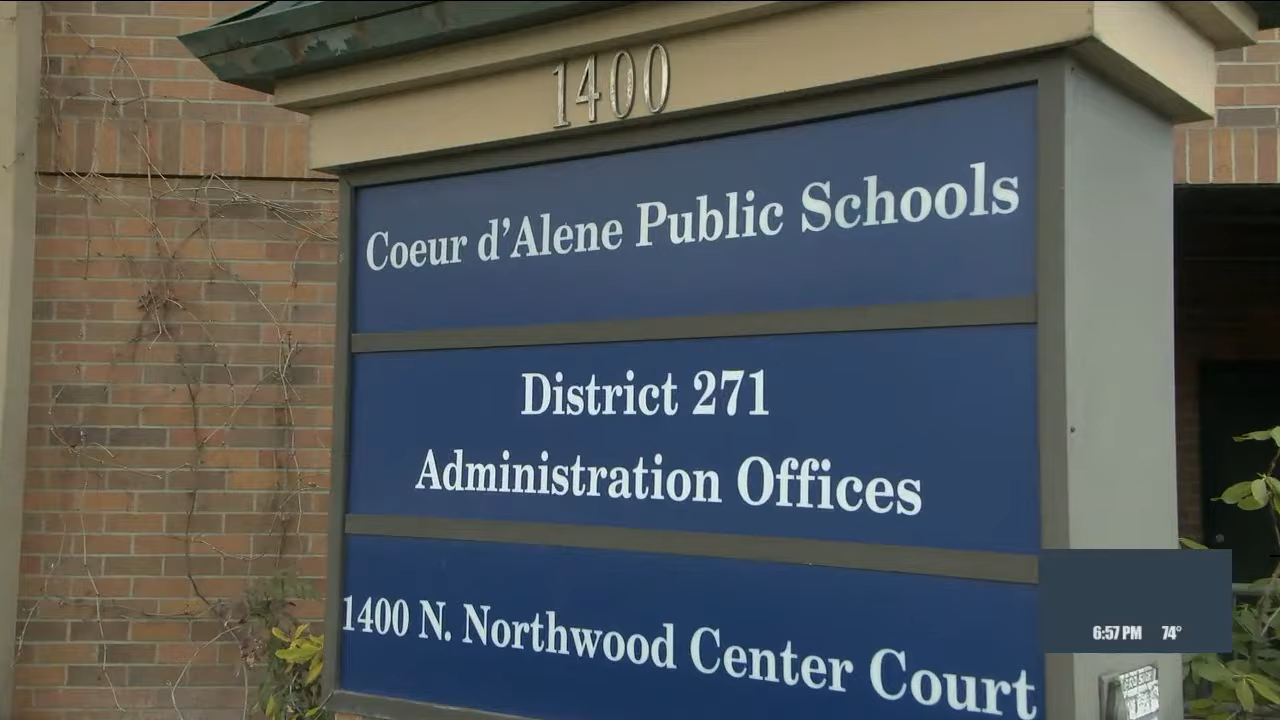 1400
Coeur d'Alene Public Schools
District 271
Administration Offices
1400 N. Northwood Center Court
6:57 PM 74°